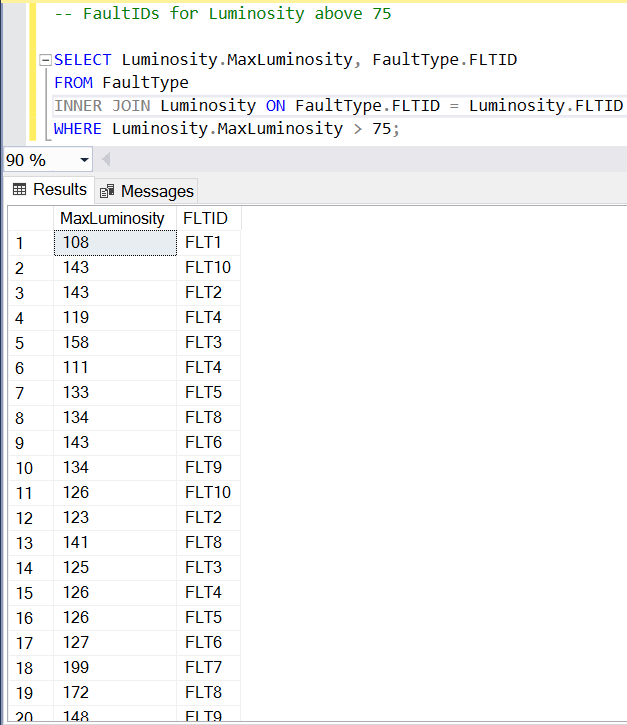 -- FaultIDs for Luminosity above 75
SELECT Luminosity.MaxLuminosity, FaultType.FLTID
FROM FaultType
INNER JOIN Luminosity ON FaultType.FLTID = Luminosity.FLTID
WHERE Luminosity.MaxLuminosity > 75;
90 %
Results Messages
MaxLuminosity FLTID
1 108 FLT1
2 143 FLT10
3 143 FLT2
4 119 FLT4
5 158 FLT3
6 111 FLT4
7 133 FLT5
8 134 FLT8
9 143 FLT6
10 134 FLT9
11 126 FLT10
12 123 FLT2
13 141 FLT8
14 125 FLT3
15 126 FLT4
16 126 FLT5
17 127 FLT6
18 199 FLT7
19 172 FLT8
20 148 FLT9